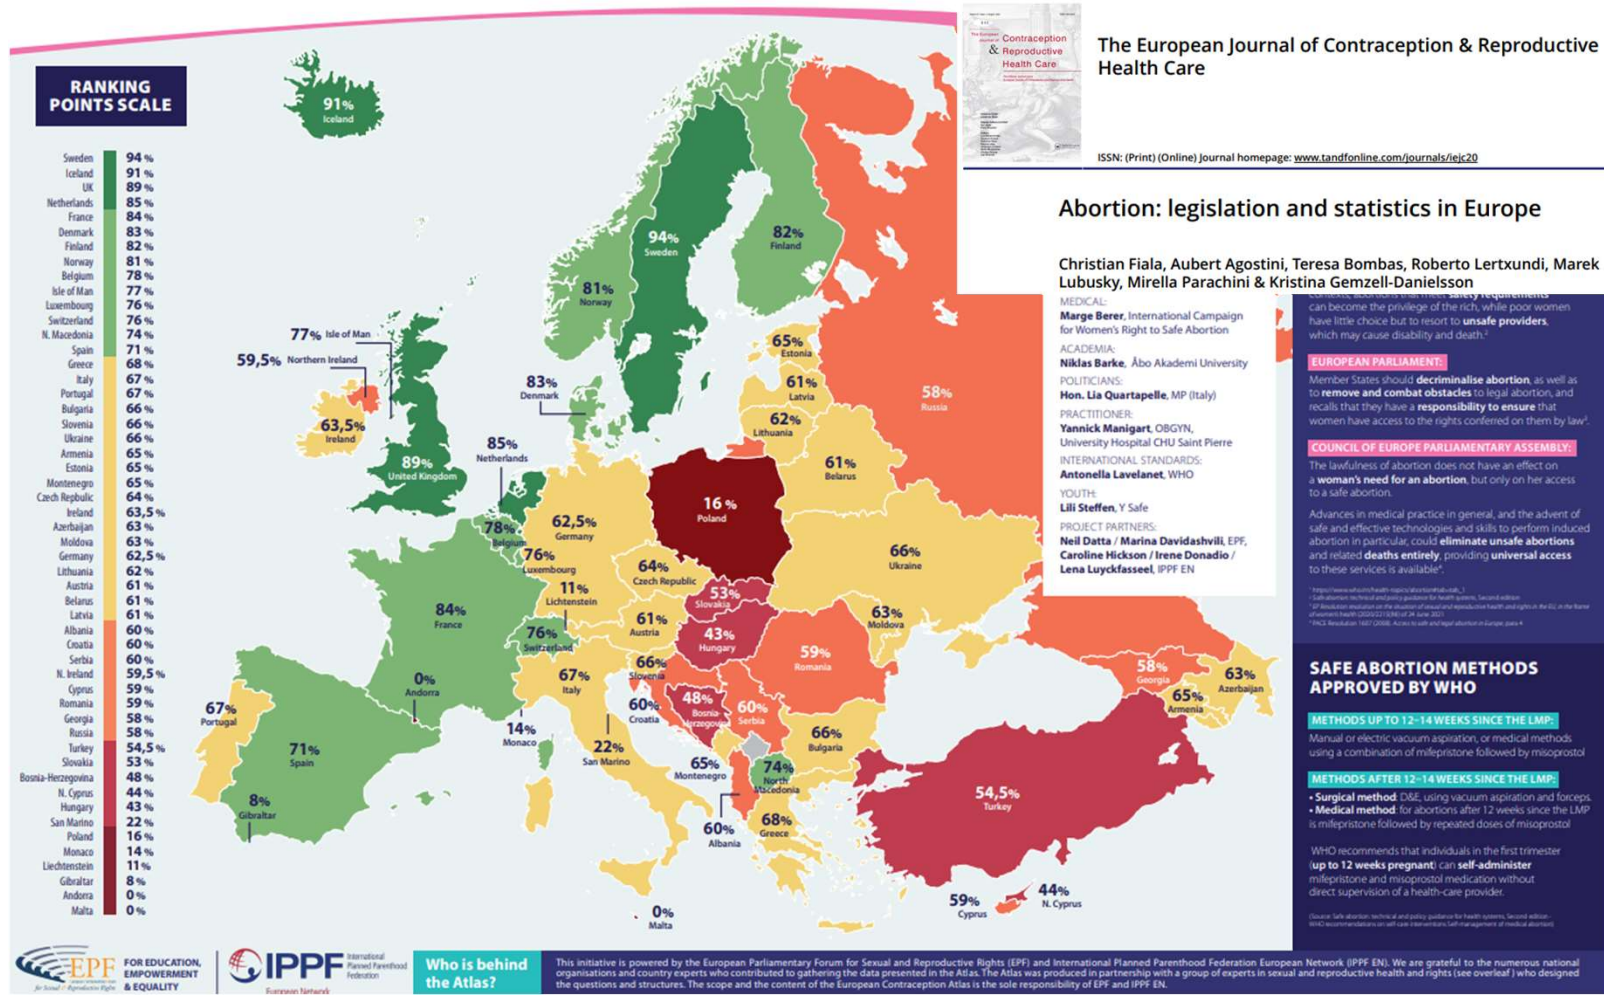 RANKING
POINTS SCALE
Sweden 94 %
Iceland 91 %
UK 89 %
Netherlands 85 %
France 84 %
Denmark 83 %
Finland 82 %
Norway 81 %
Belgium 78 %
Isle of Man 77 %
Luxembourg 76 %
Switzerland 76 %
N. Macedonia 74 %
Spain 71 %
Greece 68 %
Italy 67 %
Portugal 67 %
Bulgaria 66 %
Slovenia 66 %
Ukraine 66 %
Armenia 65 %
Estonia 65 %
Montenegro 65 %
Czech Repbulic 64 %
Ireland 63,5 %
Azerbaijan 63 %
Moldova 63 %
Germany 62,5 %
Lithuania 62 %
Austria 61 %
Belarus 61 %
Latvia 61 %
Albania 60 %
Croatia 60 %
Serbia 60 %
N. Ireland 59,5 %
Cyprus 59 %
Romania 59 %
Georgia 58 %
Russia 58 %
Turkey 54,5 %
Slovakia 53 %
Bosnia-Herzegovina 48 %
N. Cyprus 44 %
Hungary 43 %
San Marino 22 %
Poland 16 %
Monaco 14 %
Liechtenstein 11 %
Gibraltar 8 %
Andorra 0 %
Malta 0 %
91%
Iceland
94%
Sweden
82%
Finland
81%
Norway
77% Isle of Man
59,5% Northern Ireland
63,5%
Ireland
89%
United Kingdom
83%
Denmark
85%
Netherlands
65%
Estonia
61%
Latvia
62%
Lithuania
58%
Russia
61%
Belarus
16 %
Poland
62,5%
Germany
78%
Belgium
76%
Luxembourg
11%
Lichtenstein
64%
Czech Republic
53%
Slovakia
66%
Ukraine
63%
Moldova
84%
France
76%
Switzerland
61%
Austria
43%
Hungary
59%
Romania
66%
Slovenia
67%
Italy
60%
Croatia
48%
Bosnia-
Herzegovina
60%
Serbia
0%
Andorra
14%
Monaco
22%
San Marino
65%
Montenegro
74%
North
Macedonia
66%
Bulgaria
67%
Portugal
71%
Spain
8%
Gibraltar
60%
Albania
68%
Greece
54,5%
Turkey
58%
Georgia
65%
Armenia
63%
Azerbaijan
59%
Cyprus
44%
N. Cyprus
0%
Malta
Contraception
& Reproductive
Health Care
The European Journal of Contraception & Reproductive
Health Care
ISSN: (Print) (Online) Journal homepage: www.tandfonline.com/journals/iejc20
Abortion: legislation and statistics in Europe
Christian Fiala, Aubert Agostini, Teresa Bombas, Roberto Lertxundi, Marek
Lubusky, Mirella Parachini & Kristina Gemzell-Danielsson
MEDICAL:
Marge Berer, International Campaign
for Women's Right to Safe Abortion
ACADEMIA:
Niklas Barke, Åbo Akademi University
POLITICIANS:
Hon. Lia Quartapelle, MP (Italy)
PRACTITIONER:
Yannick Manigart, OBGYN,
University Hospital CHU Saint Pierre
INTERNATIONAL STANDARDS:
Antonella Lavelanet, WHO
YOUTH:
Lili Steffen, Y Safe
PROJECT PARTNERS:
Neil Datta / Marina Davidashvili, EPF,
Caroline Hickson / Irene Donadio /
Lena Luyckfasseel, IPPF EN
contexts, abortions that meet safety requirements
can become the privilege of the rich, while poor women
have little choice but to resort to unsafe providers,
which may cause disability and death.²
EUROPEAN PARLIAMENT:
Member States should decriminalise abortion, as well as
to remove and combat obstacles to legal abortion, and
recalls that they have a responsibility to ensure that
women have access to the rights conferred on them by law³.
COUNCIL OF EUROPE PARLIAMENTARY ASSEMBLY:
The lawfulness of abortion does not have an effect on
a woman's need for an abortion, but only on her access
to a safe abortion.
Advances in medical practice in general, and the advent of
safe and effective technologies and skills to perform induced
abortion in particular, could eliminate unsafe abortions
and related deaths entirely, providing universal access
to these services is available⁴.
SAFE ABORTION METHODS
APPROVED BY WHO
METHODS UP TO 12–14 WEEKS SINCE THE LMP:
Manual or electric vacuum aspiration, or medical methods
using a combination of mifepristone followed by misoprostol
METHODS AFTER 12–14 WEEKS SINCE THE LMP:
• Surgical method: D&E, using vacuum aspiration and forceps.
• Medical method: for abortions after 12 weeks since the LMP
is mifepristone followed by repeated doses of misoprostol
WHO recommends that individuals in the first trimester
(up to 12 weeks pregnant) can self-administer
mifepristone and misoprostol medication without
direct supervision of a health-care provider.
EPF
for Sexual & Reproductive Rights
FOR EDUCATION,
EMPOWERMENT
& EQUALITY
IPPF
International
Planned Parenthood
Federation
European Network
Who is behind
the Atlas?
This initiative is powered by the European Parliamentary Forum for Sexual and Reproductive Rights (EPF) and International Planned Parenthood Federation European Network (IPPF EN). We are grateful to the numerous national
organisations and country experts who contributed to gathering the data presented in the Atlas. The Atlas was produced in partnership with a group of experts in sexual and reproductive health and rights (see overleaf ) who designed
the questions and structures. The scope and the content of the European Contraception Atlas is the sole responsibility of EPF and IPPF EN.